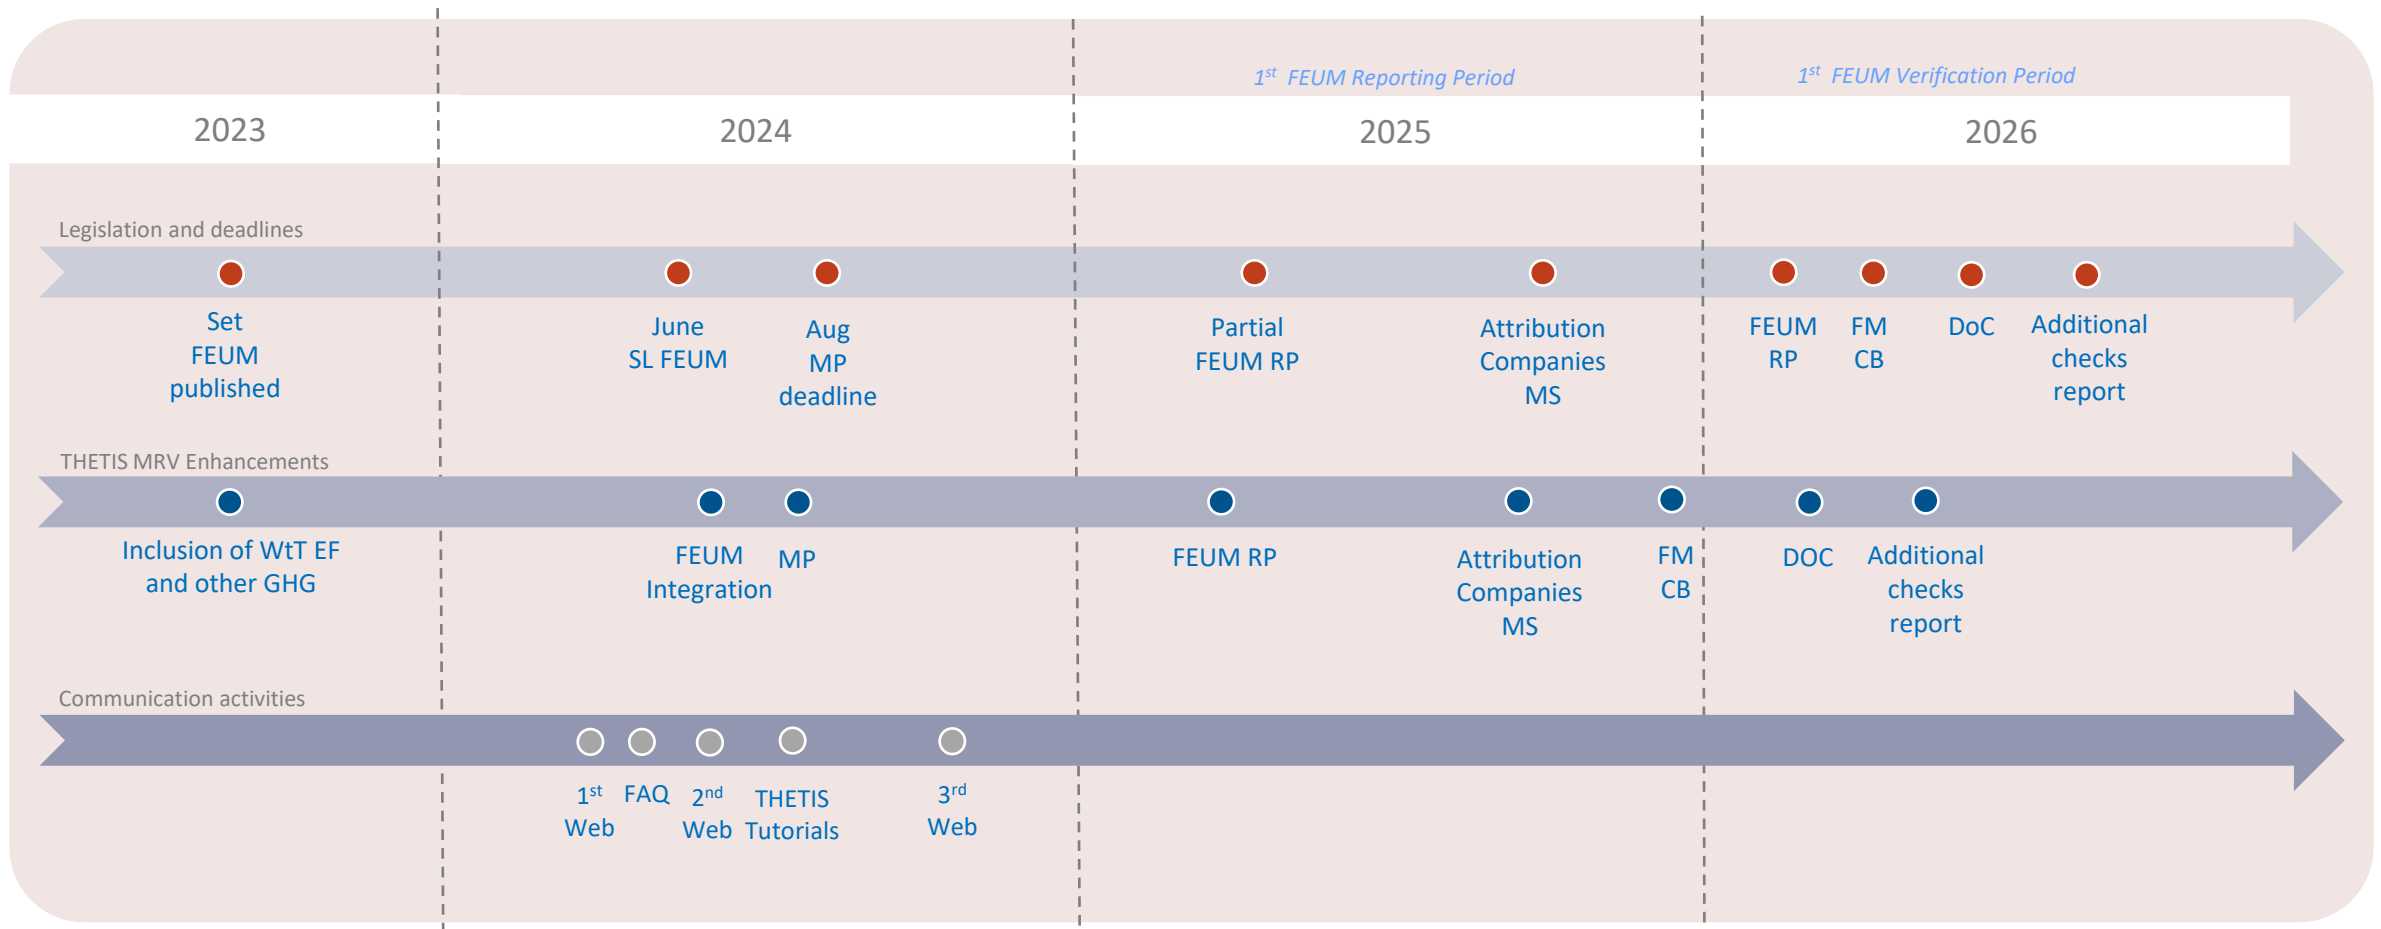 1st FEUM Reporting Period
1st FEUM Verification Period
2023
2024
2025
2026
Legislation and deadlines
Set
FEUM
published
June
SL FEUM
Aug
MP
deadline
Partial
FEUM RP
Attribution
Companies
MS
FEUM
RP
FM
CB
DoC
Additional
checks
report
THETIS MRV Enhancements
Inclusion of WtT EF
and other GHG
FEUM
Integration
MP
FEUM RP
Attribution
Companies
MS
FM
CB
DOC
Additional
checks
report
Communication activities
1st
Web
FAQ
2nd
Web
THETIS
Tutorials
3rd
Web